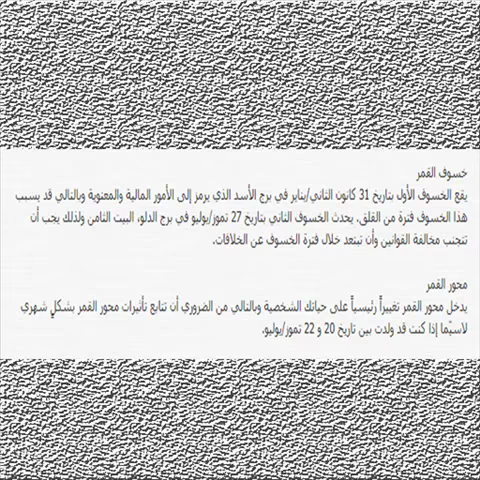 خسوف القمر
يقع الخسوف الأول بتاريخ 31 كانون الثاني/يناير في برج الأسد الذي يرمز إلى الأمور المالية والمعنوية وبالتالي قد يسبب
هذا الخسوف فترة من القلق. يحدث الخسوف الثاني بتاريخ 27 تموز/يوليو في برج الدلو، البيت الثامن ولذلك يجب أن
تتجنب مخالفة القوانين وأن تبتعد خلال فترة الخسوف عن الخلافات.
محور القمر
يدخل محور القمر تغييراً رئيسياً على حياتك الشخصية وبالتالي من الضروري أن تتابع تأثيرات محور القمر بشكلٍ شهري
لاسيّما إذا كنت قد ولدت بين تاريخ 20 و 22 تموز/يوليو.